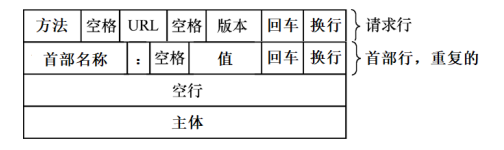 方法 空格 URL 空格 版本 回车 换行 请求行
首部名称 : 空格 值 回车 换行 首部行，重复的
空行
主体